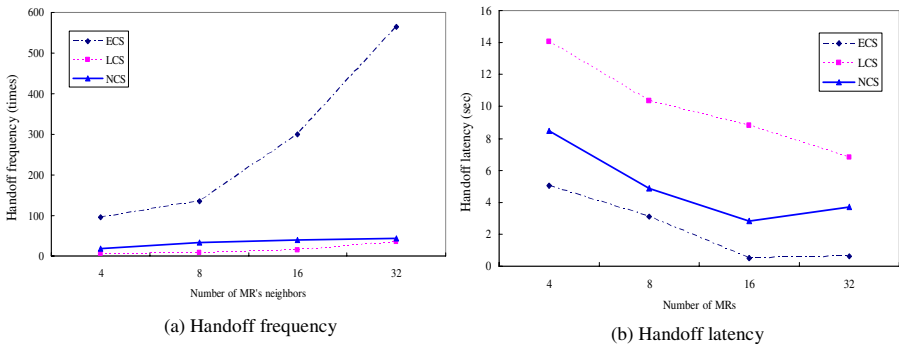 600
500
400
300
200
100
0
Handoff frequency (times)
ECS
LCS
NCS
4 8 16 32
Number of MR's neighbors
(a) Handoff frequency
16
14
12
10
8
6
4
2
0
Handoff latency (sec)
ECS
LCS
NCS
4 8 16 32
Number of MRs
(b) Handoff latency